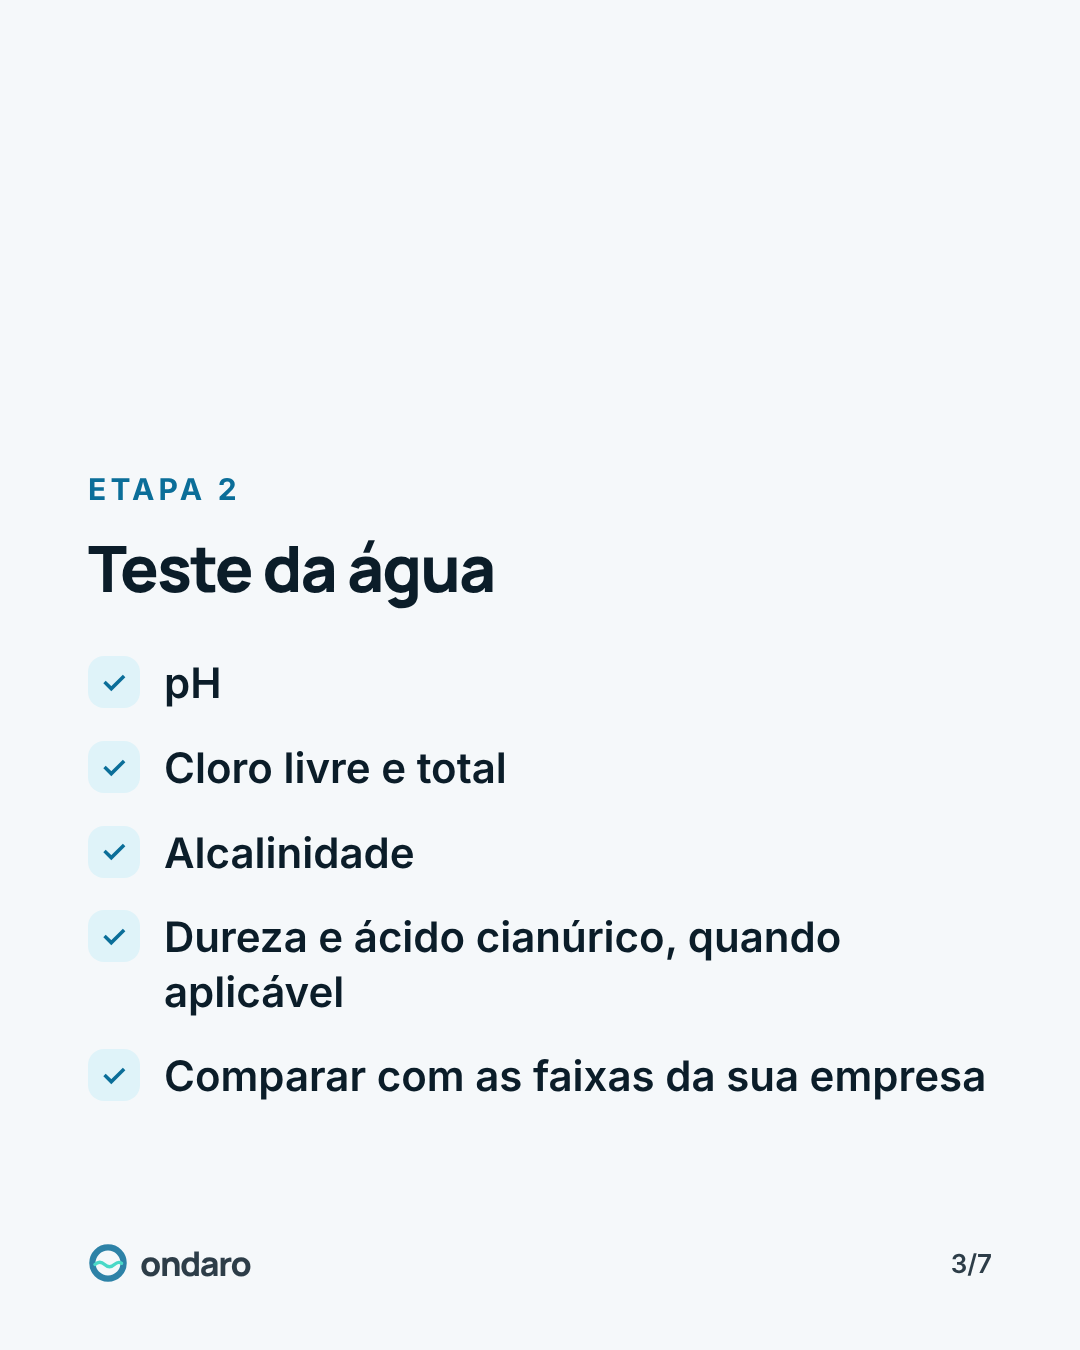 ETAPA 2
Teste da água
pH
Cloro livre e total
Alcalinidade
Dureza e ácido cianúrico, quando
aplicável
Comparar com as faixas da sua empresa
ondaro
3/7